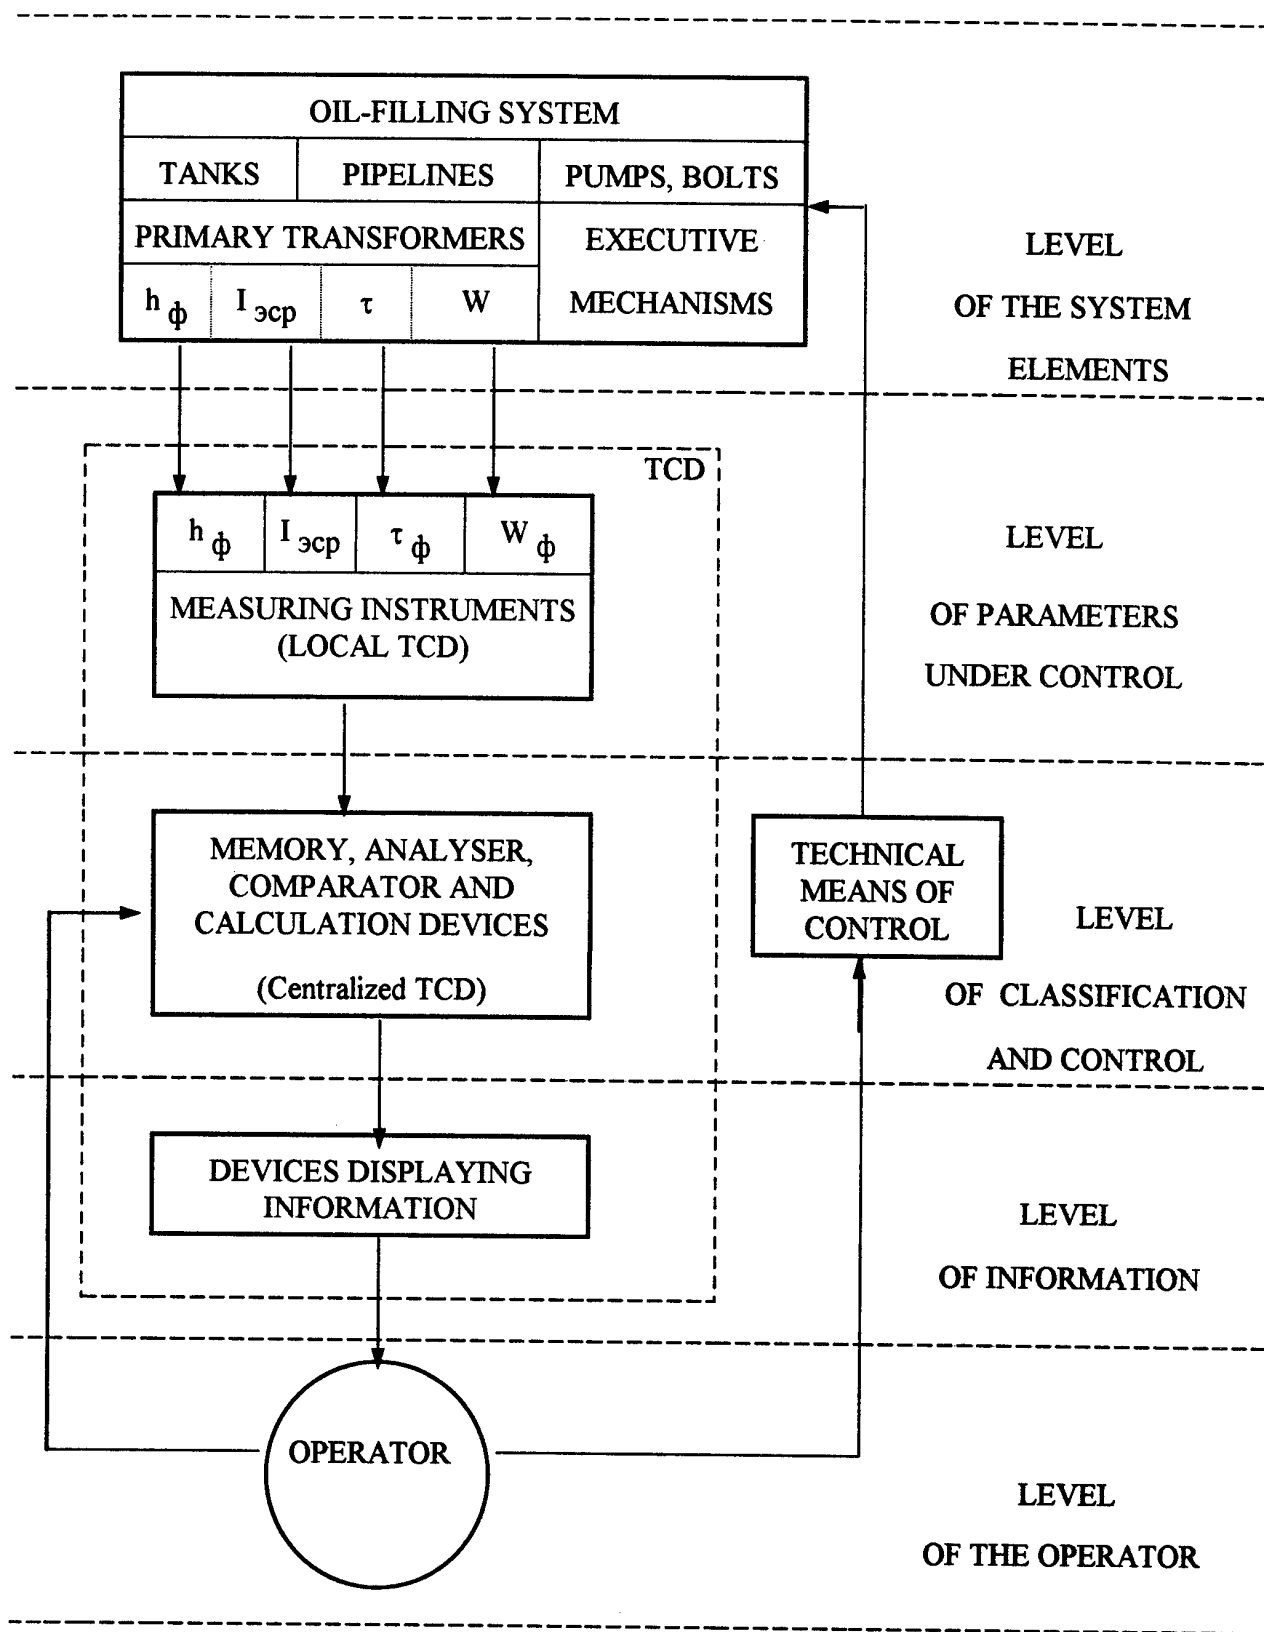 OIL-FILLING SYSTEM
TANKS
PIPELINES
PUMPS, BOLTS
PRIMARY TRANSFORMERS
EXECUTIVE
MECHANISMS
h ф
I эср
τ
W
LEVEL
OF THE SYSTEM
ELEMENTS
TCD
h ф
I эср
τ ф
W ф
MEASURING INSTRUMENTS
(LOCAL TCD)
LEVEL
OF PARAMETERS
UNDER CONTROL
MEMORY, ANALYSER,
COMPARATOR AND
CALCULATION DEVICES
(Centralized TCD)
TECHNICAL
MEANS OF
CONTROL
LEVEL
OF CLASSIFICATION
AND CONTROL
DEVICES DISPLAYING
INFORMATION
LEVEL
OF INFORMATION
OPERATOR
LEVEL
OF THE OPERATOR